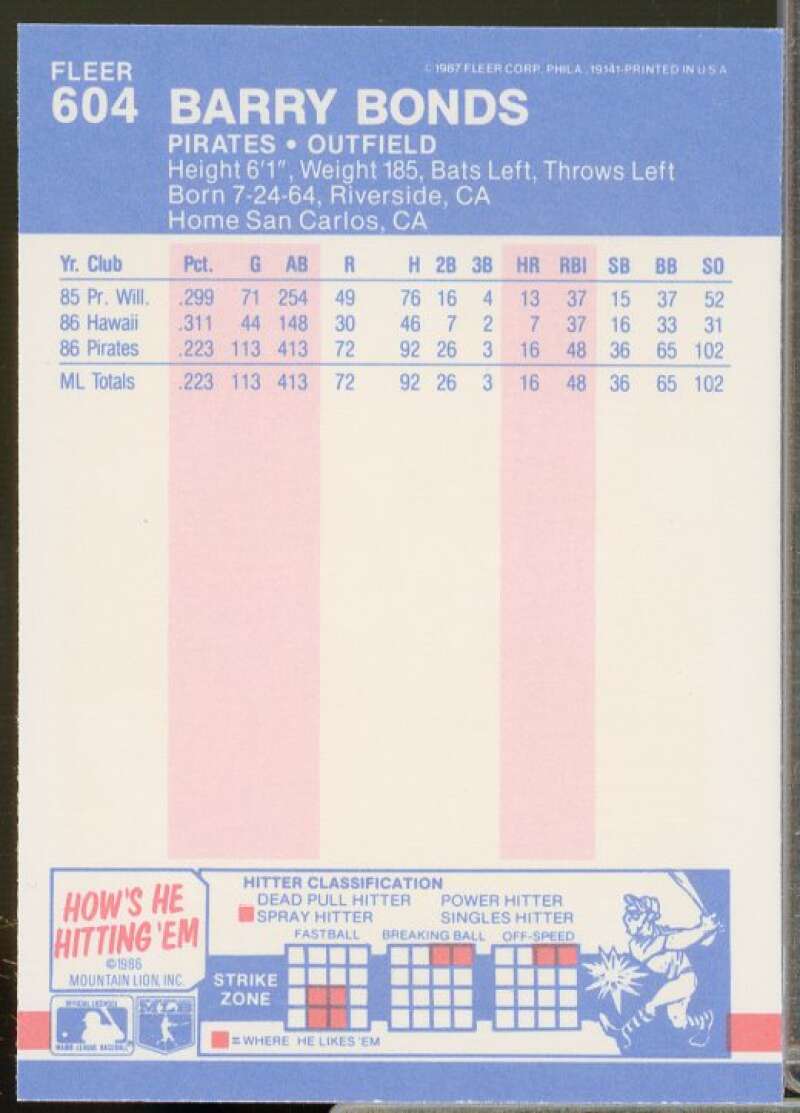 FLEER
©1987 FLEER CORP. PHILA., 19141-PRINTED IN U S A
604 BARRY BONDS
PIRATES • OUTFIELD
Height 6'1", Weight 185, Bats Left, Throws Left
Born 7-24-64, Riverside, CA
Home San Carlos, CA
Yr. Club Pct. G AB R H 2B 3B HR RBI SB BB SO
85 Pr. Will. .299 71 254 49 76 16 4 13 37 15 37 52
86 Hawaii .311 44 148 30 46 7 2 7 37 16 33 31
86 Pirates .223 113 413 72 92 26 3 16 48 36 65 102
ML Totals .223 113 413 72 92 26 3 16 48 36 65 102
HOW'S HE
HITTING 'EM
©1986
MOUNTAIN LION, INC.
HITTER CLASSIFICATION
DEAD PULL HITTER POWER HITTER
SPRAY HITTER SINGLES HITTER
FASTBALL BREAKING BALL OFF-SPEED
STRIKE
ZONE
= WHERE HE LIKES 'EM
OFFICIAL LICENSEE
MAJOR LEAGUE BASEBALL